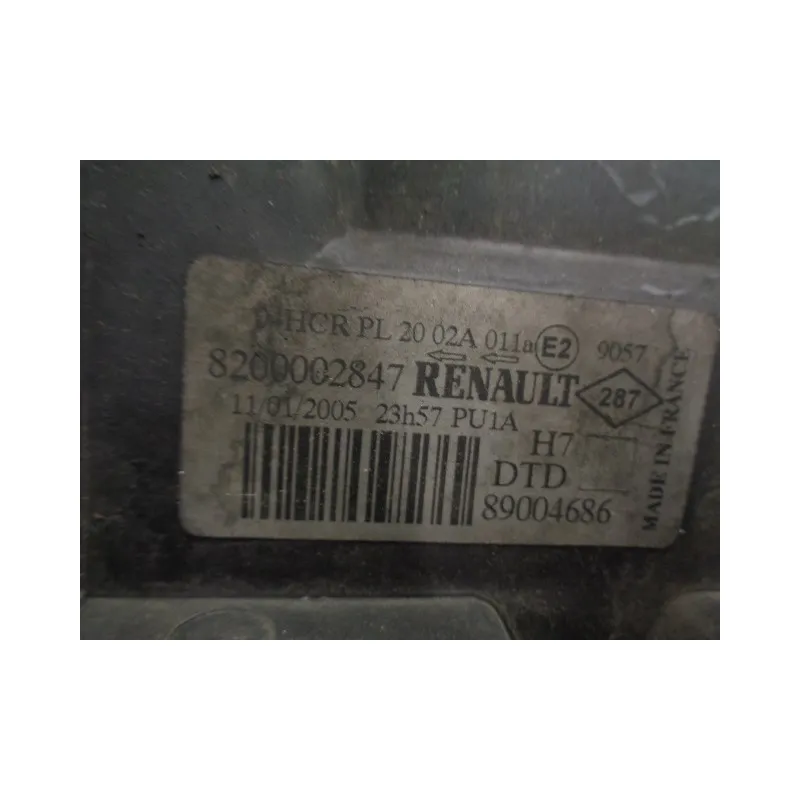 HCR PL 20 02A 011a E2 9057
8200002847 RENAULT 287
11/01/2005 23h57 PU1A
H7
DTD
89004686
MADE IN FRANCE